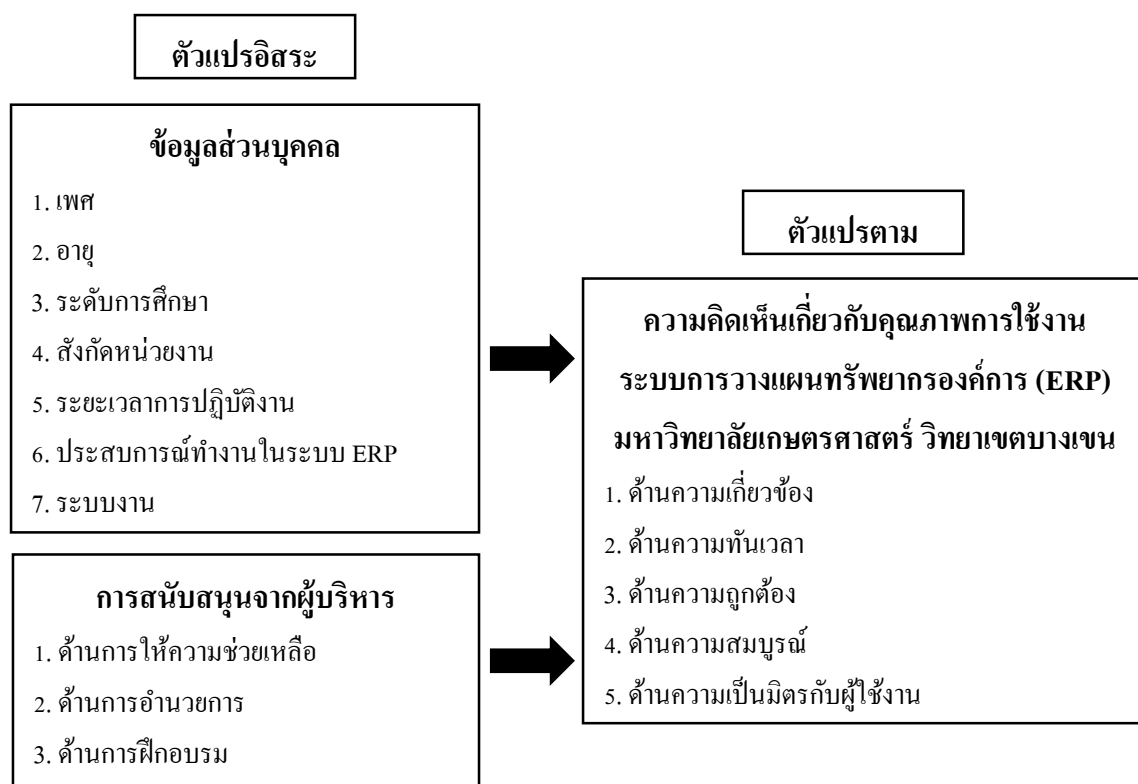 ตัวแปรอิสระ
ข้อมูลส่วนบุคคล
1. เพศ
2. อายุ
3. ระดับการศึกษา
4. สังกัดหน่วยงาน
5. ระยะเวลาการปฏิบัติงาน
6. ประสบการณ์ทำงานในระบบ ERP
7. ระบบงาน
การสนับสนุนจากผู้บริหาร
1. ด้านการให้ความช่วยเหลือ
2. ด้านการอำนวยการ
3. ด้านการฝึกอบรม
ตัวแปรตาม
ความคิดเห็นเกี่ยวกับคุณภาพการใช้งาน
ระบบการวางแผนทรัพยากรองค์การ (ERP)
มหาวิทยาลัยเกษตรศาสตร์ วิทยาเขตบางเขน
1. ด้านความเกี่ยวข้อง
2. ด้านความทันเวลา
3. ด้านความถูกต้อง
4. ด้านความสมบูรณ์
5. ด้านความเป็นมิตรกับผู้ใช้งาน